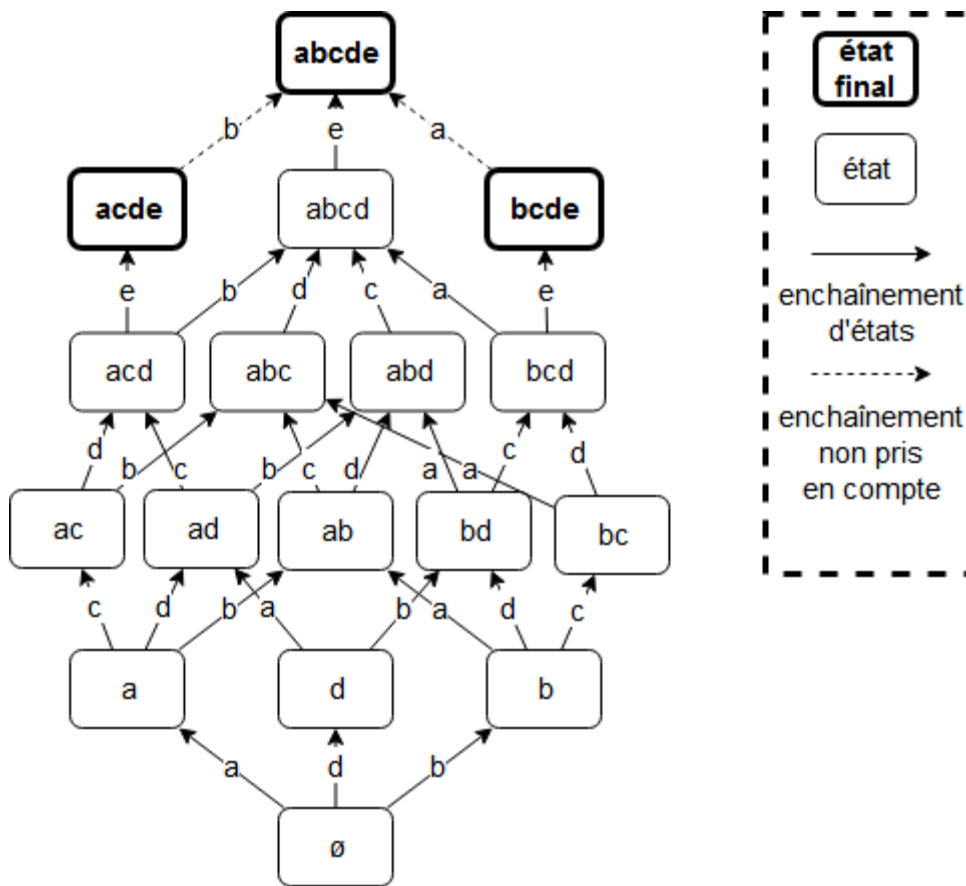 abcde
b
e
a
acde
abcd
bcde
e
b
d
c
a
e
acd
abc
abd
bcd
d
b
c
b
c
d
a
a
c
d
ac
ad
ab
bd
bc
c
d
b
a
b
a
d
c
a
d
b
a
d
b
ø
état
final
état
enchaînement
d'états
enchaînement
non pris
en compte